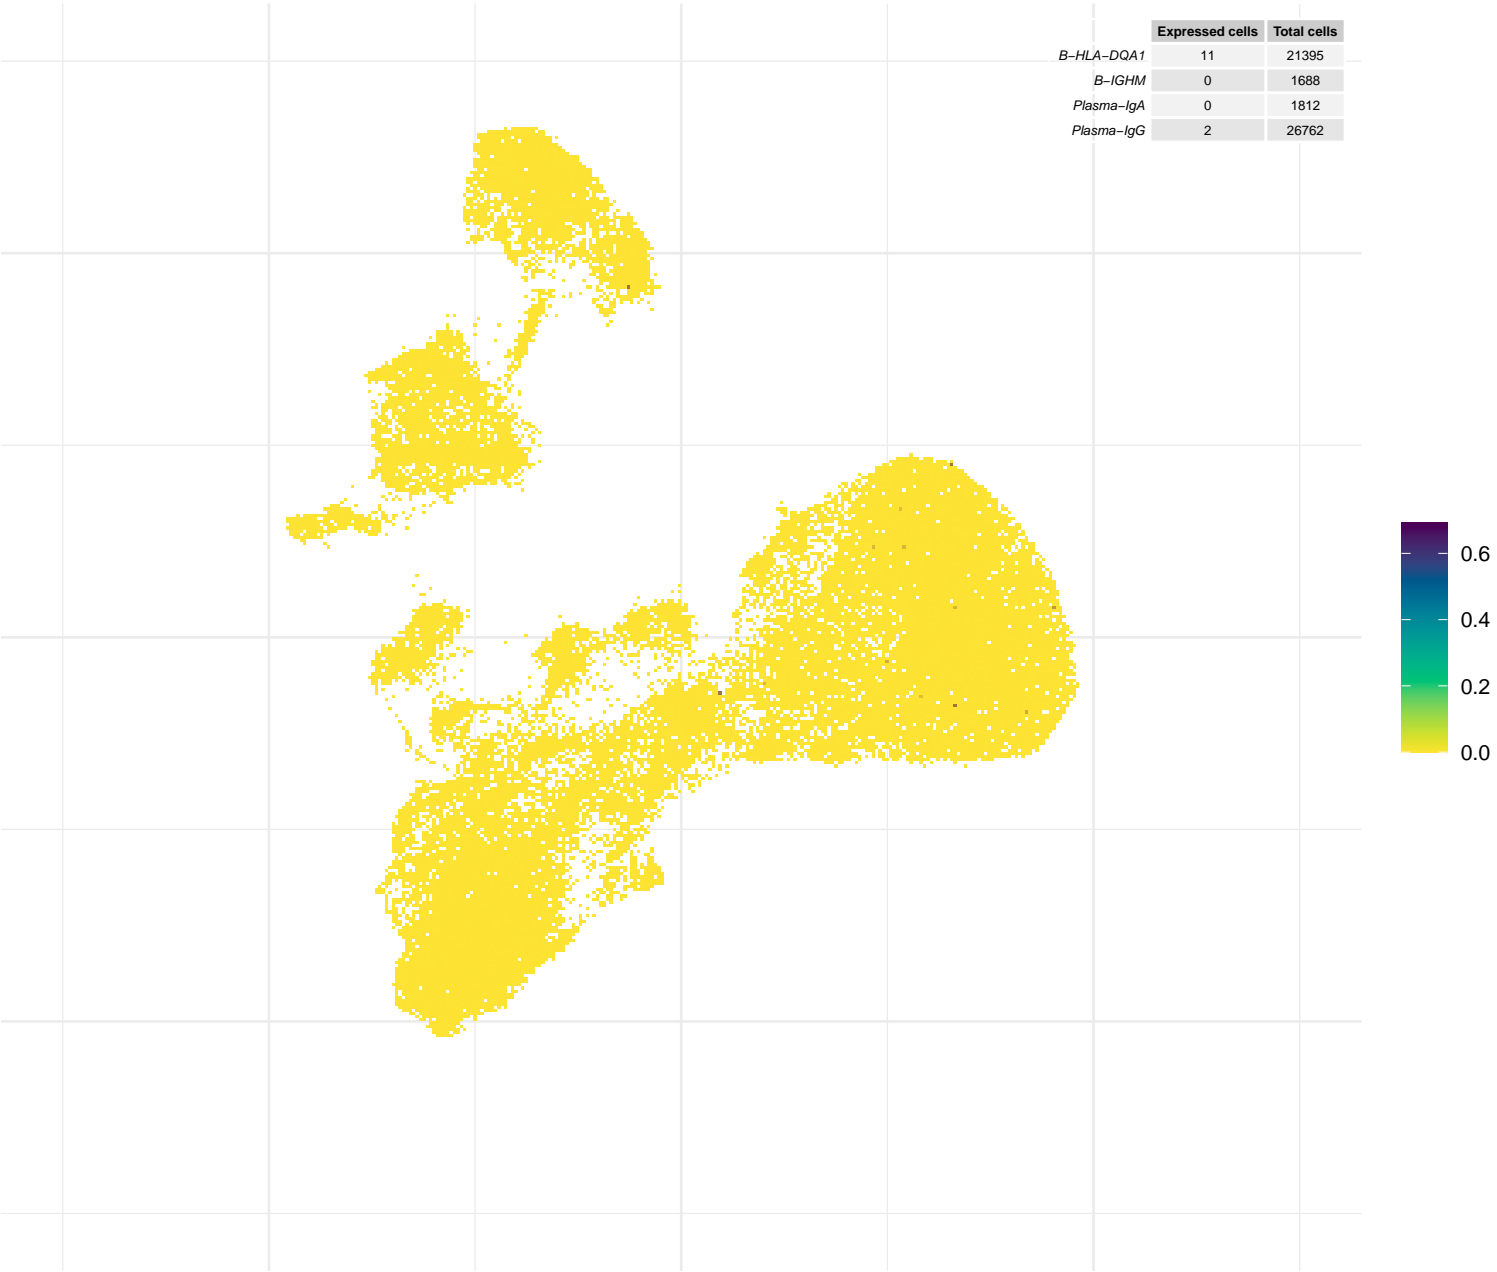 Expressed cells Total cells
B−HLA−DQA1 11 21395
B−IGHM 0 1688
Plasma−IgA 0 1812
Plasma−IgG 2 26762
0.6
0.4
0.2
0.0